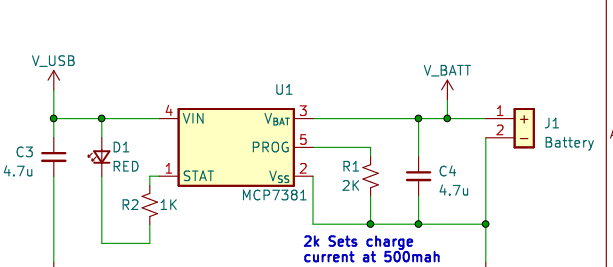 V_USB
V_BATT
U1
4 VIN VBAT 3
1
+
J1
C3
4.7u
D1
RED
PROG 5
2
-
Battery
1 STAT
VSS 2
R1
2K
C4
4.7u
R2 1K
MCP7381
2k Sets charge
current at 500mah